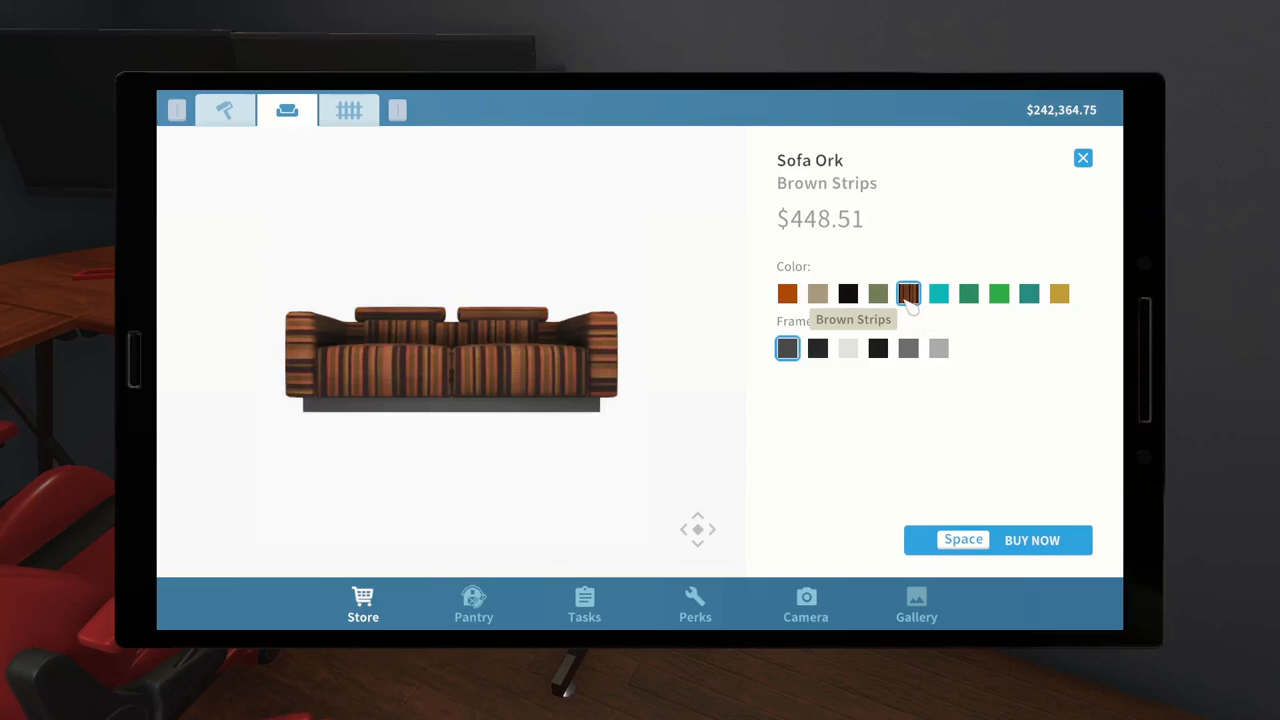 $242,364.75
Sofa Ork
Brown Strips
$448.51
Color:
Brown Strips
Frame
Space BUY NOW
Store
Pantry
Tasks
Perks
Camera
Gallery